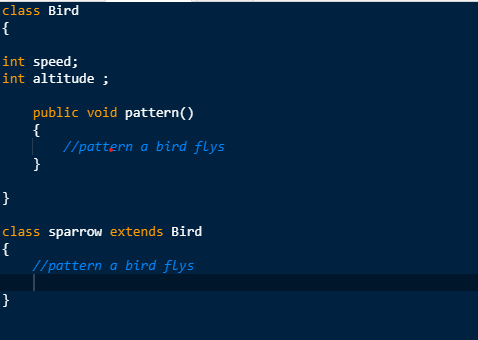 class Bird
{
int speed;
int altitude ;
public void pattern()
{
//pattern a bird flys
}
}
class sparrow extends Bird
{
//pattern a bird flys
}